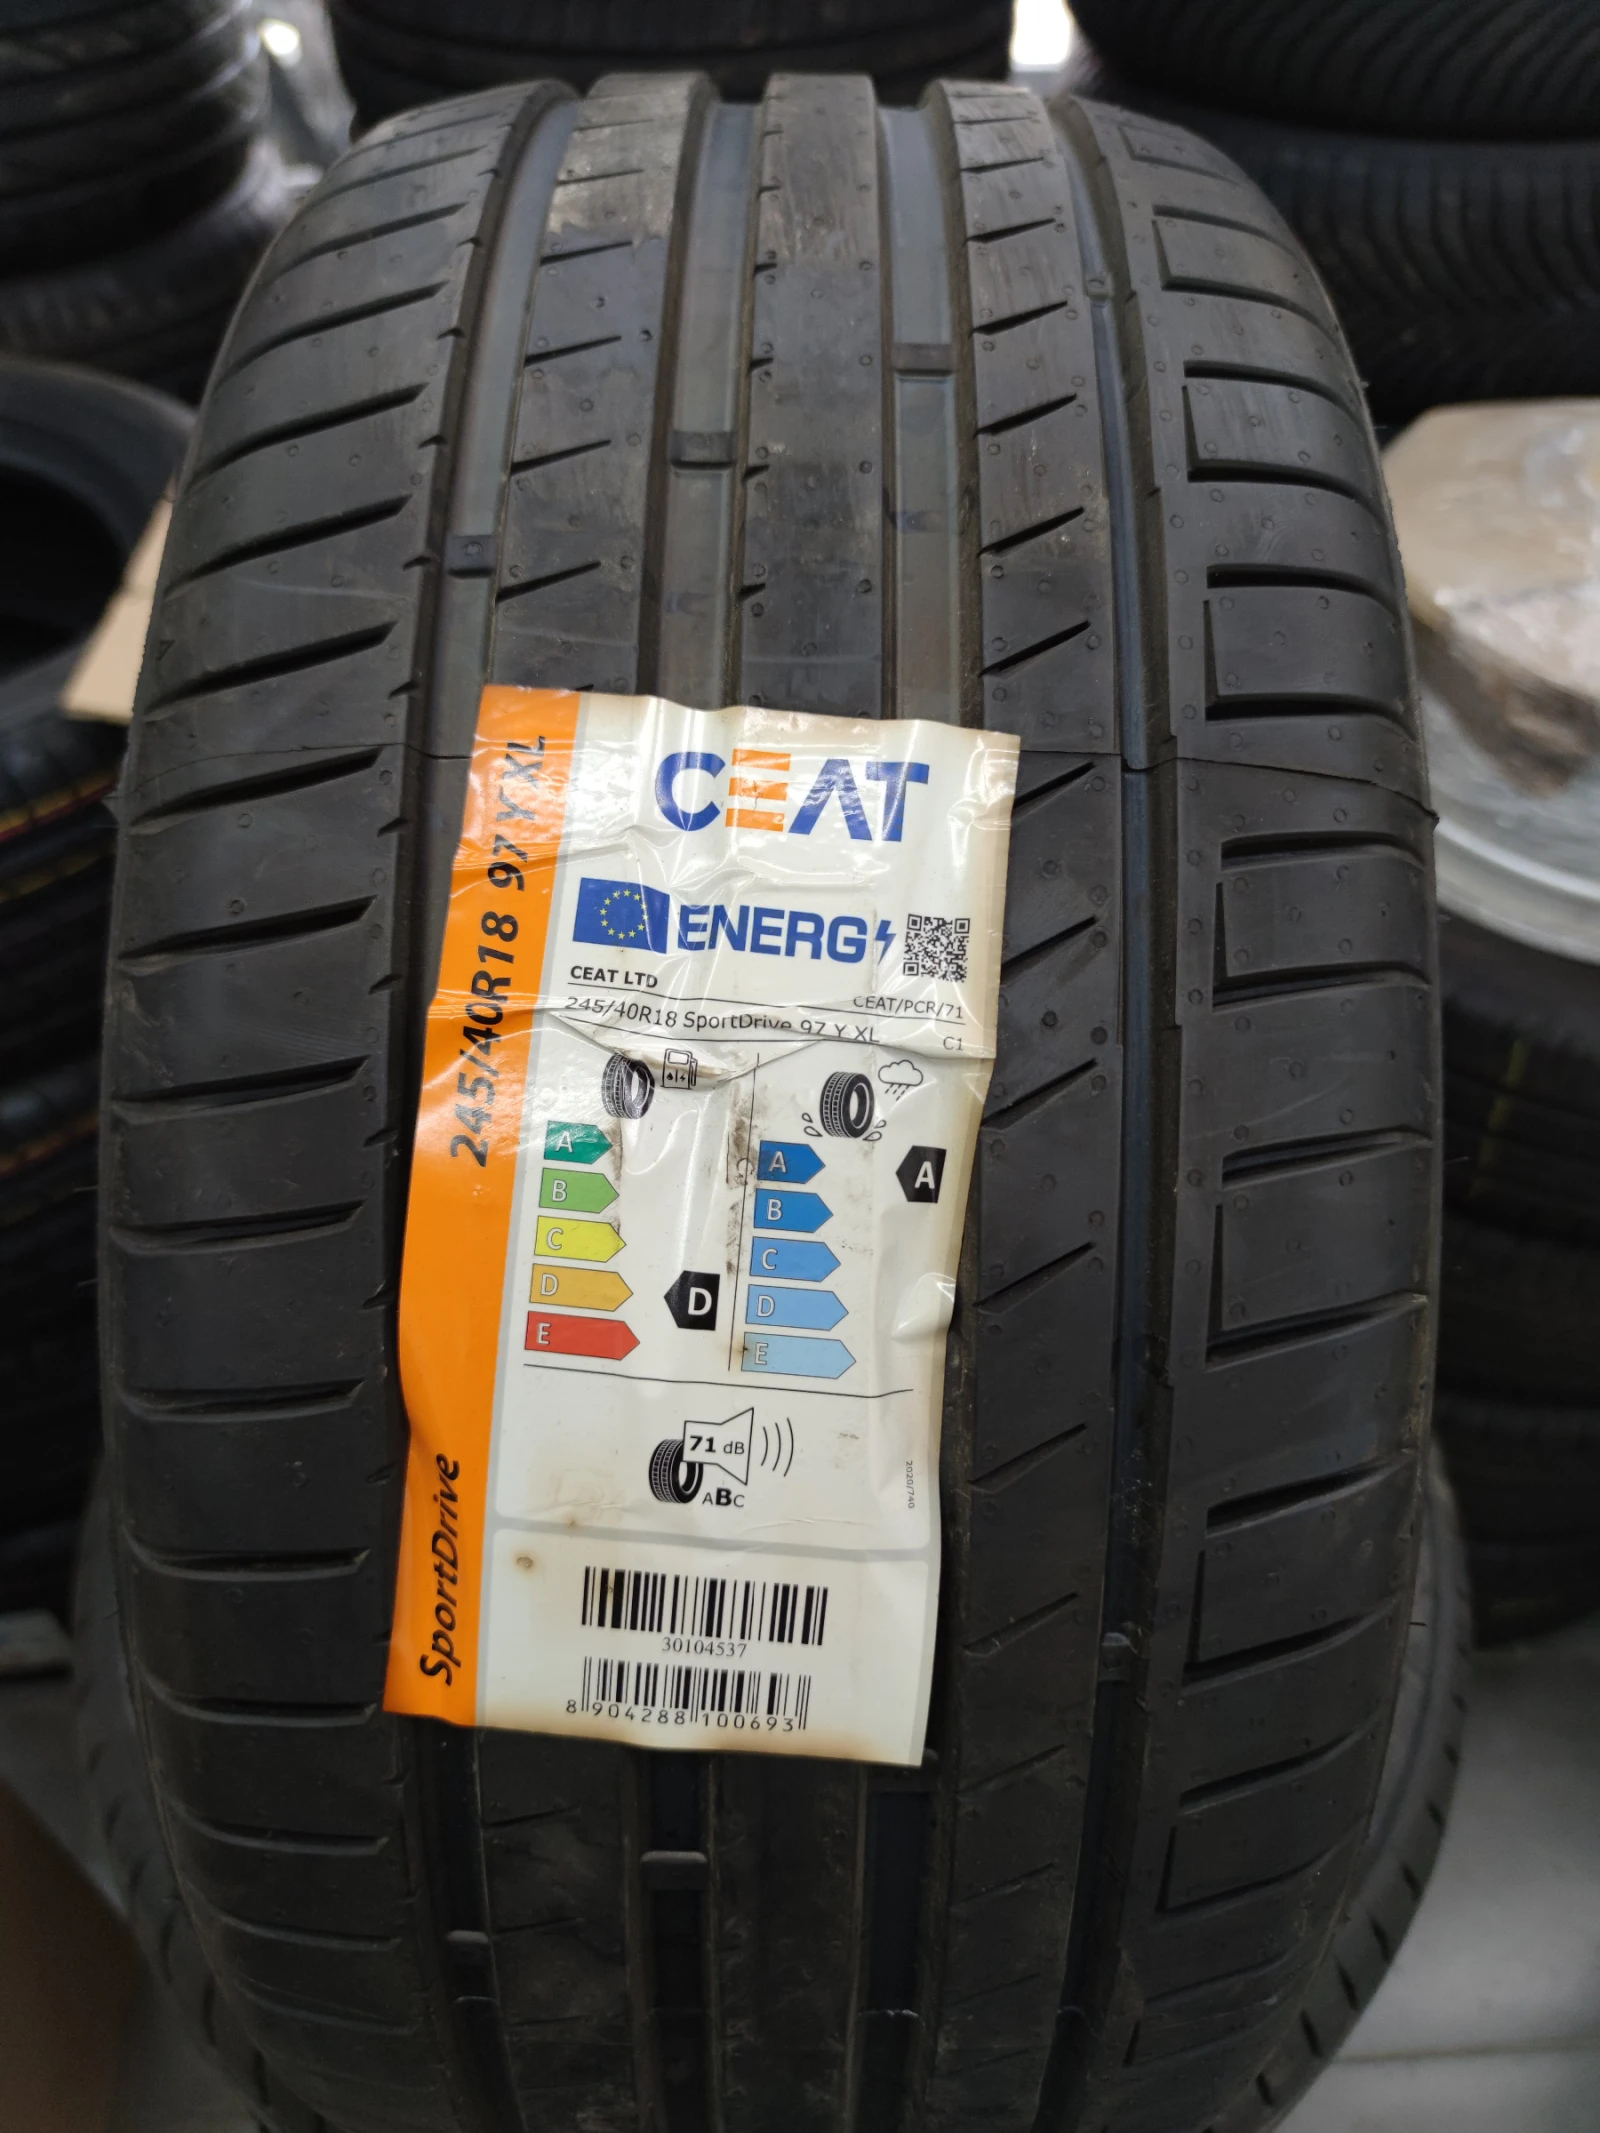 245/40R18 97 Y XL
SportDrive
CEAT
ENERG
CEAT LTD
CEAT/PCR/71
245/40R18 SportDrive 97 Y XL
C1
A
B
C
D
E
D
A
B
C
D
E
A
71 dB
ABC
2020/740
30104537
8 904288 100693